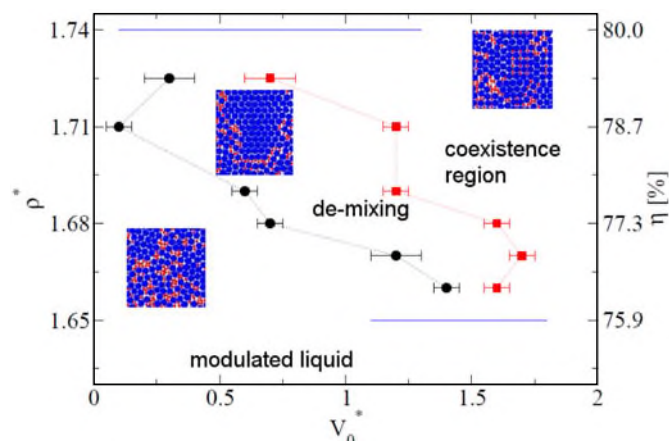 1.74
80.0
1.71
78.7
coexistence
region
ρ*
η [%]
de-mixing
1.68
77.3
1.65
75.9
modulated liquid
0 0.5 1 1.5 2
V₀*